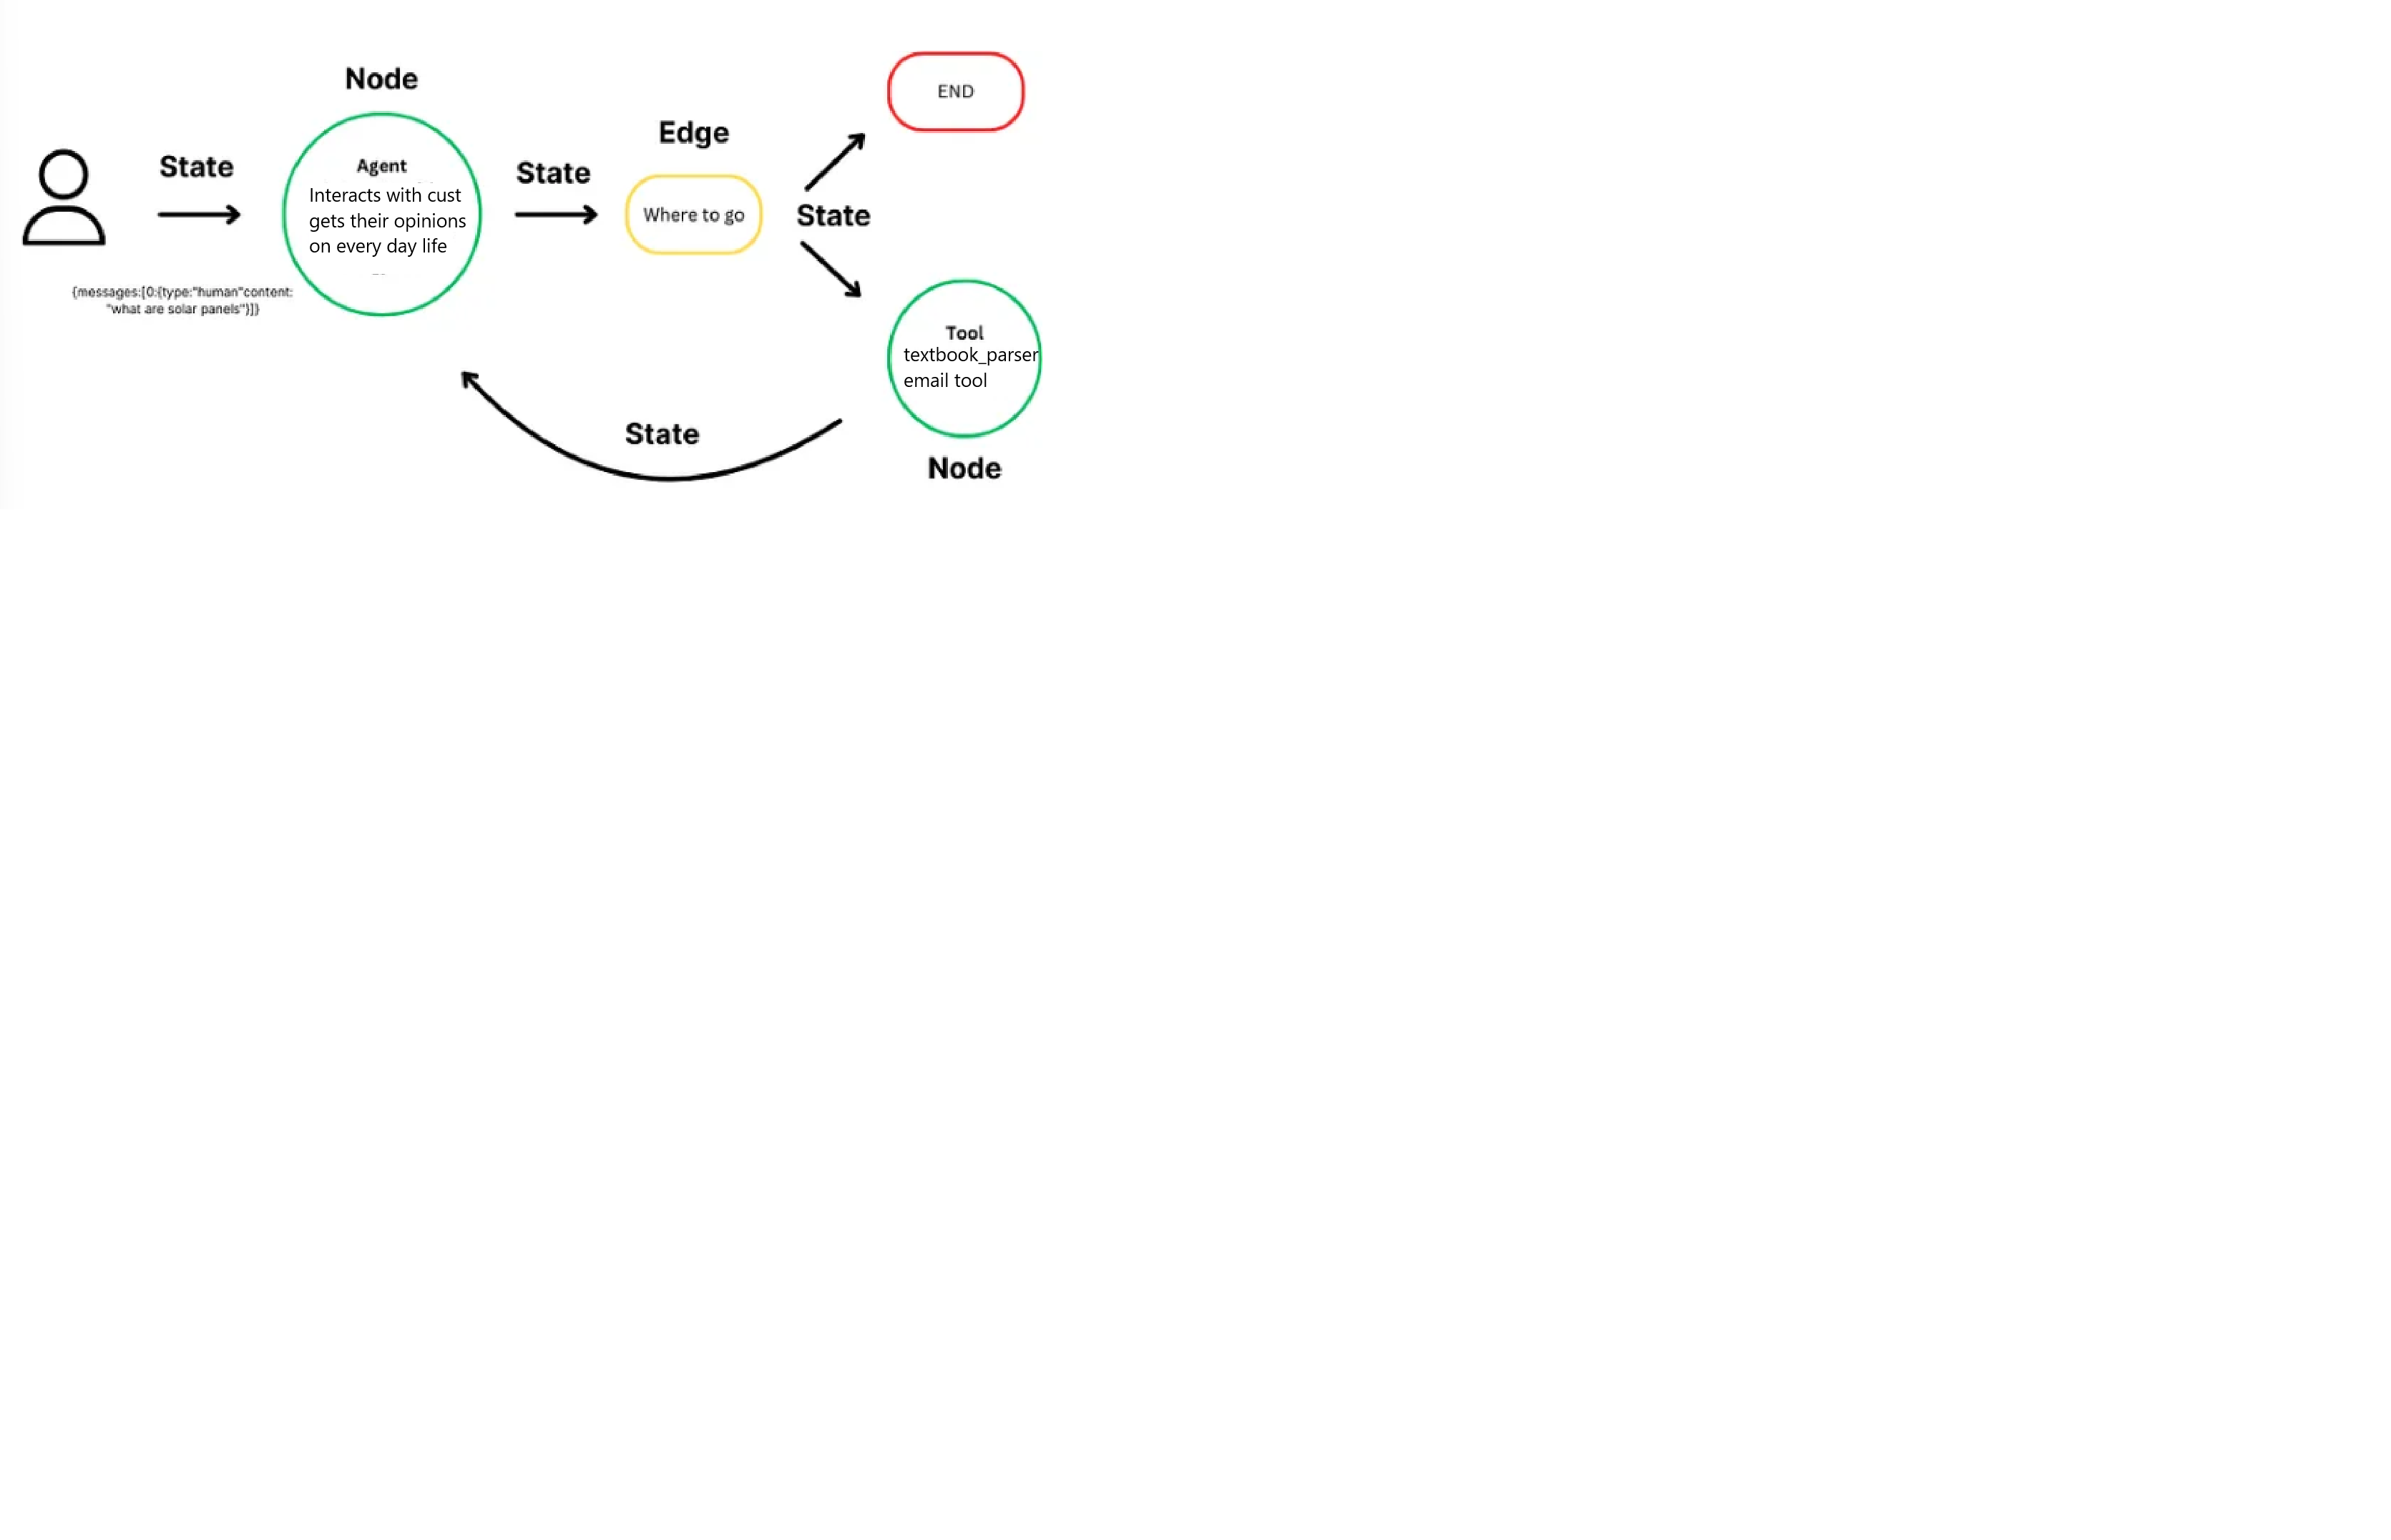 Node
END
Edge
State
Agent
Interacts with cust
gets their opinions
on every day life
State
Where to go
State
{messages:[0:{type:"human"content:
"what are solar panels"}]}
Tool
textbook_parser
email tool
State
Node